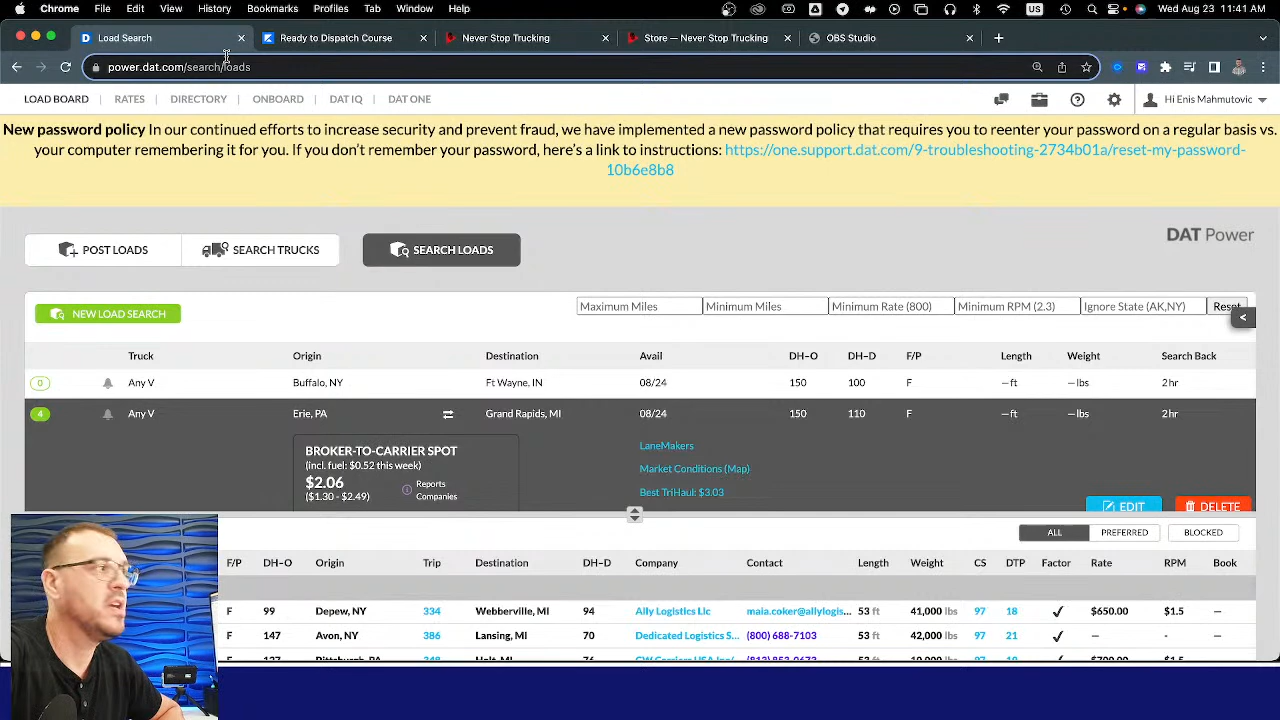 Chrome File Edit View History Bookmarks Profiles Tab Window Help US Wed Aug 23 11:41 AM
Load Search Ready to Dispatch Course Never Stop Trucking Store — Never Stop Trucking OBS Studio
power.dat.com/search/loads
LOAD BOARD | RATES | DIRECTORY | ONBOARD | DAT IQ | DAT ONE Hi Enis Mahmutovic
New password policy In our continued efforts to increase security and prevent fraud, we have implemented a new password policy that requires you to reenter your password on a regular basis vs.
your computer remembering it for you. If you don't remember your password, here's a link to instructions: https://one.support.dat.com/9-troubleshooting-2734b01a/reset-my-password-
10b6e8b8
POST LOADS SEARCH TRUCKS SEARCH LOADS DAT Power
NEW LOAD SEARCH Maximum Miles Minimum Miles Minimum Rate (800) Minimum RPM (2.3) Ignore State (AK,NY) Reset <
Truck Origin Destination Avail DH–O DH–D F/P Length Weight Search Back
0 Any V Buffalo, NY Ft Wayne, IN 08/24 150 100 F —ft —lbs 2hr
4 Any V Erie, PA Grand Rapids, MI 08/24 150 110 F —ft —lbs 2hr
BROKER-TO-CARRIER SPOT
(incl. fuel: $0.52 this week)
$2.06
($1.30 - $2.49)
Reports
Companies
LaneMakers
Market Conditions (Map)
Best TriHaul: $3.03
EDIT DELETE
ALL PREFERRED BLOCKED
F/P DH–O Origin Trip Destination DH–D Company Contact Length Weight CS DTP Factor Rate RPM Book
F 99 Depew, NY 334 Webberville, MI 94 Ally Logistics Llc maia.coker@allylogis... 53 ft 41,000 lbs 97 18 ✓ $650.00 $1.5 —
F 147 Avon, NY 386 Lansing, MI 70 Dedicated Logistics S... (800) 688-7103 53 ft 42,000 lbs 97 21 ✓ — - —